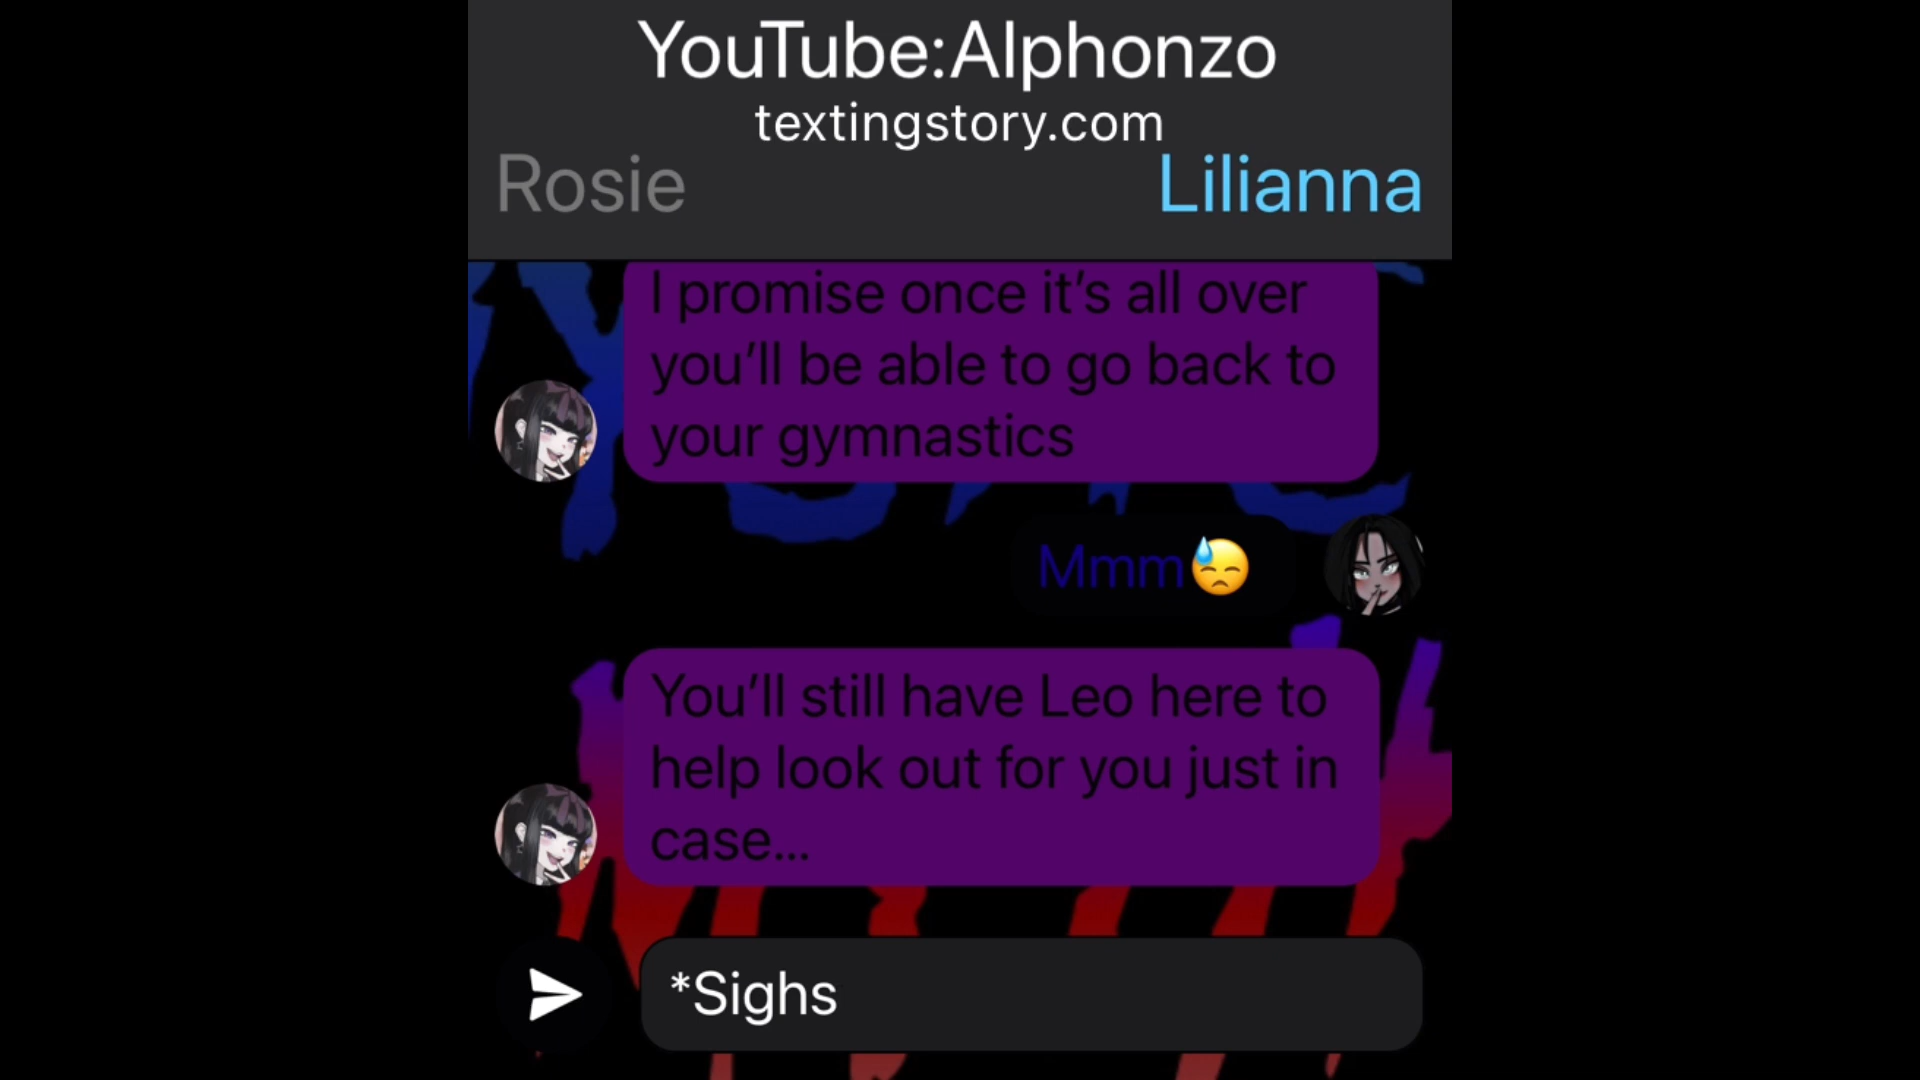 YouTube:Alphonzo
textingstory.com
Rosie
Lilianna
I promise once it’s all over
you’ll be able to go back to
your gymnastics
Mmm😓
You’ll still have Leo here to
help look out for you just in
case...
*Sighs